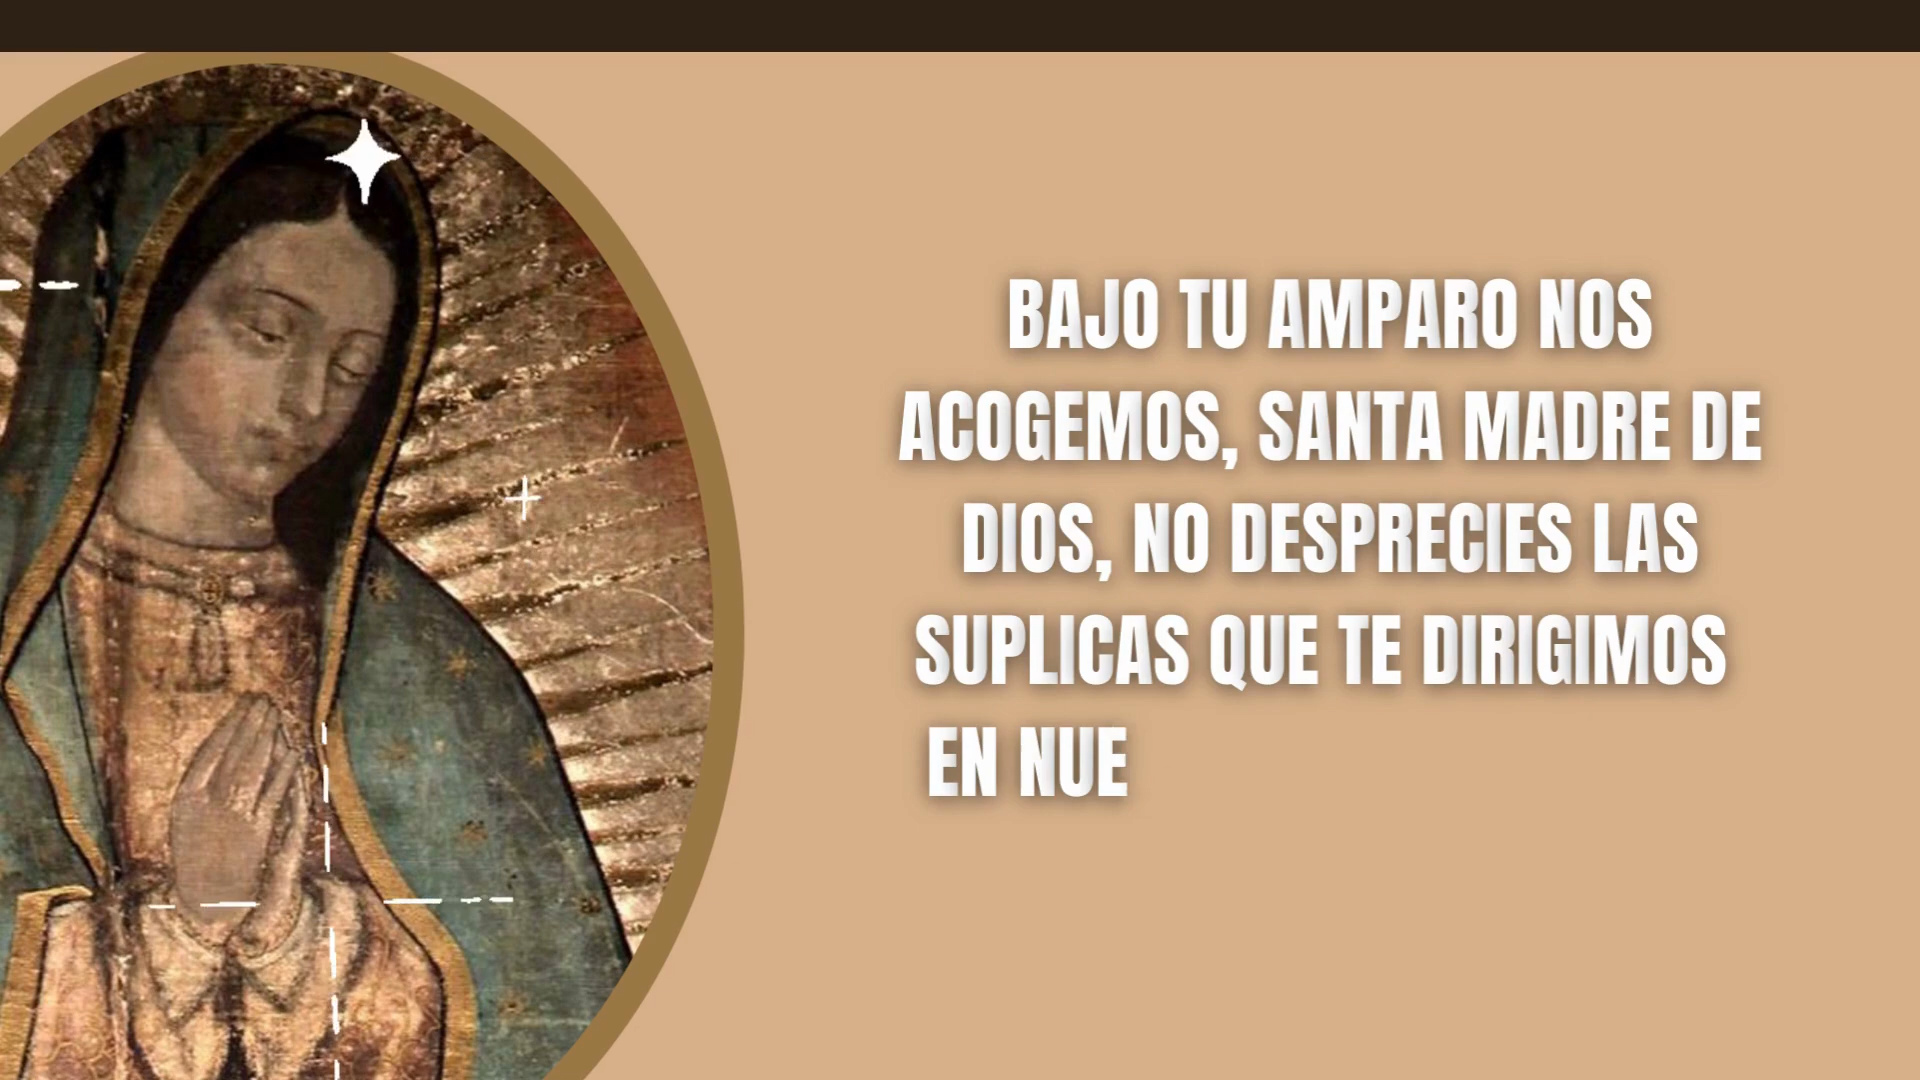 BAJO TU AMPARO NOS
ACOGEMOS, SANTA MADRE DE
DIOS, NO DESPRECIES LAS
SUPLICAS QUE TE DIRIGIMOS
EN NUE